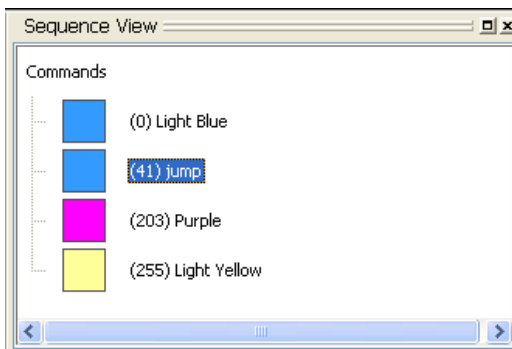 Sequence View
Commands
(0) Light Blue
(41) jump
(203) Purple
(255) Light Yellow